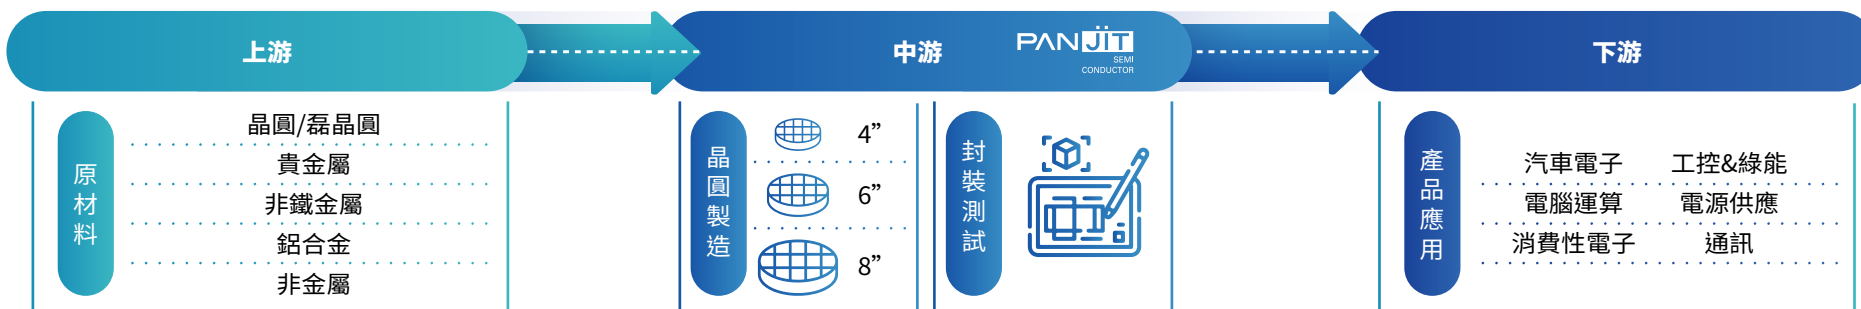 上游
中游
PANJIT
SEMI
CONDUCTOR
下游
原材料
晶圓/磊晶圓
貴金屬
非鐵金屬
鋁合金
非金屬
晶圓製造
4”
6”
8”
封裝測試
產品應用
汽車電子 工控&綠能
電腦運算 電源供應
消費性電子 通訊